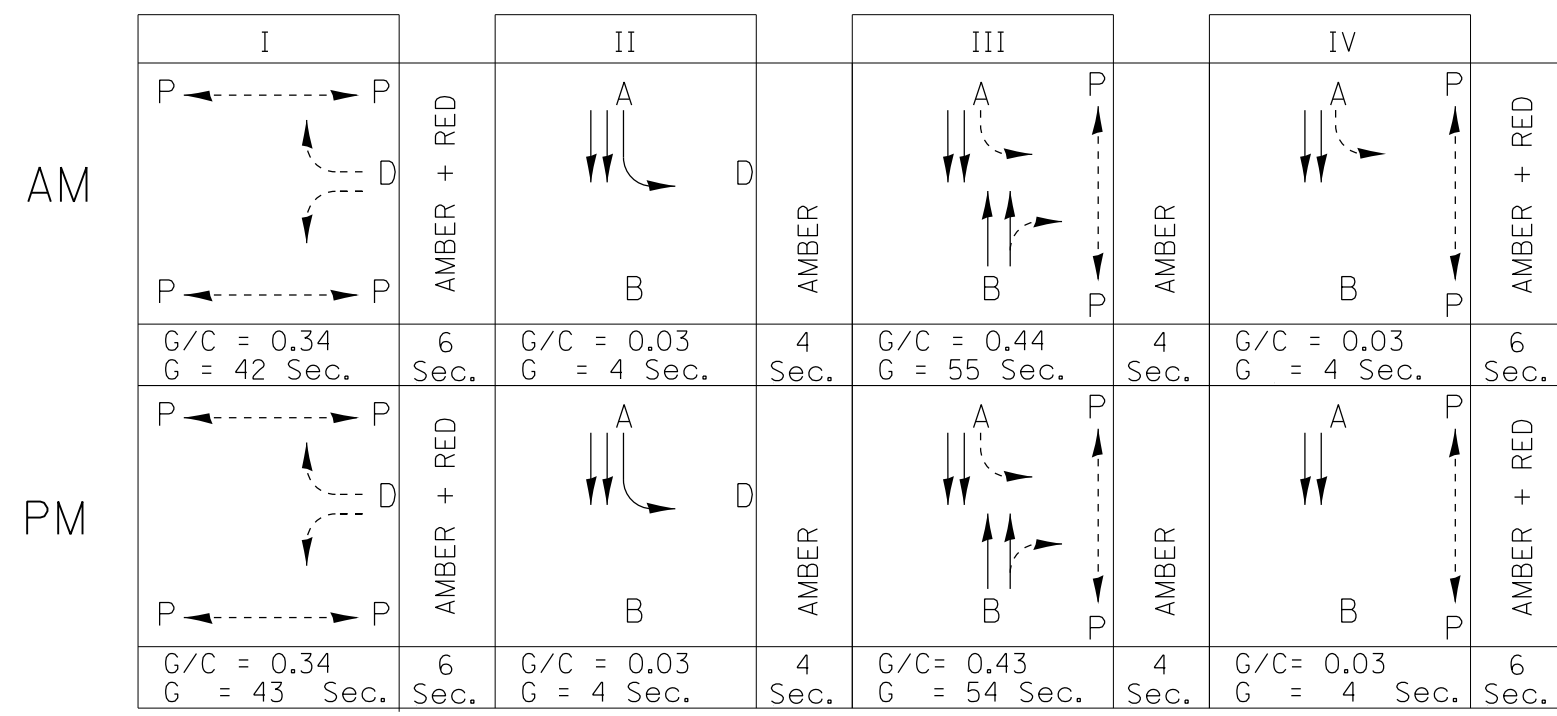 I
II
III
IV
AM
P P
D
P P
AMBER + RED
A
D
B
AMBER
A
P
B
P
AMBER
A
P
B
P
AMBER + RED
G/C = 0.34
G = 42 Sec.
6
Sec.
G/C = 0.03
G = 4 Sec.
4
Sec.
G/C = 0.44
G = 55 Sec.
4
Sec.
G/C = 0.03
G = 4 Sec.
6
Sec.
PM
P P
D
P P
AMBER + RED
A
D
B
AMBER
A
P
B
P
AMBER
A
P
B
P
AMBER + RED
G/C = 0.34
G = 43 Sec.
6
Sec.
G/C = 0.03
G = 4 Sec.
4
Sec.
G/C= 0.43
G = 54 Sec.
4
Sec.
G/C= 0.03
G = 4 Sec.
6
Sec.